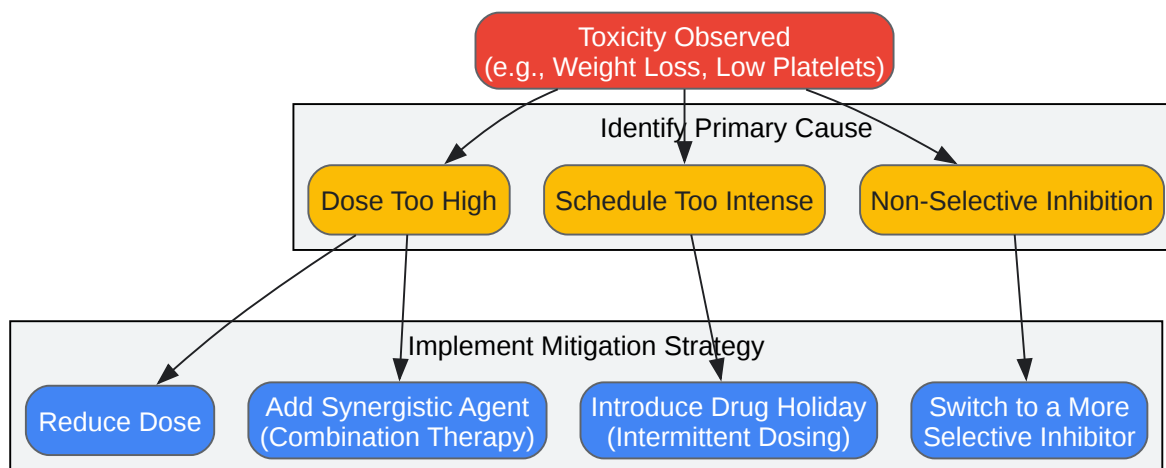 Toxicity Observed
(e.g., Weight Loss, Low Platelets)
Identify Primary Cause
Dose Too High
Schedule Too Intense
Non-Selective Inhibition
Implement Mitigation Strategy
Reduce Dose
Add Synergistic Agent
(Combination Therapy)
Introduce Drug Holiday
(Intermittent Dosing)
Switch to a More
Selective Inhibitor